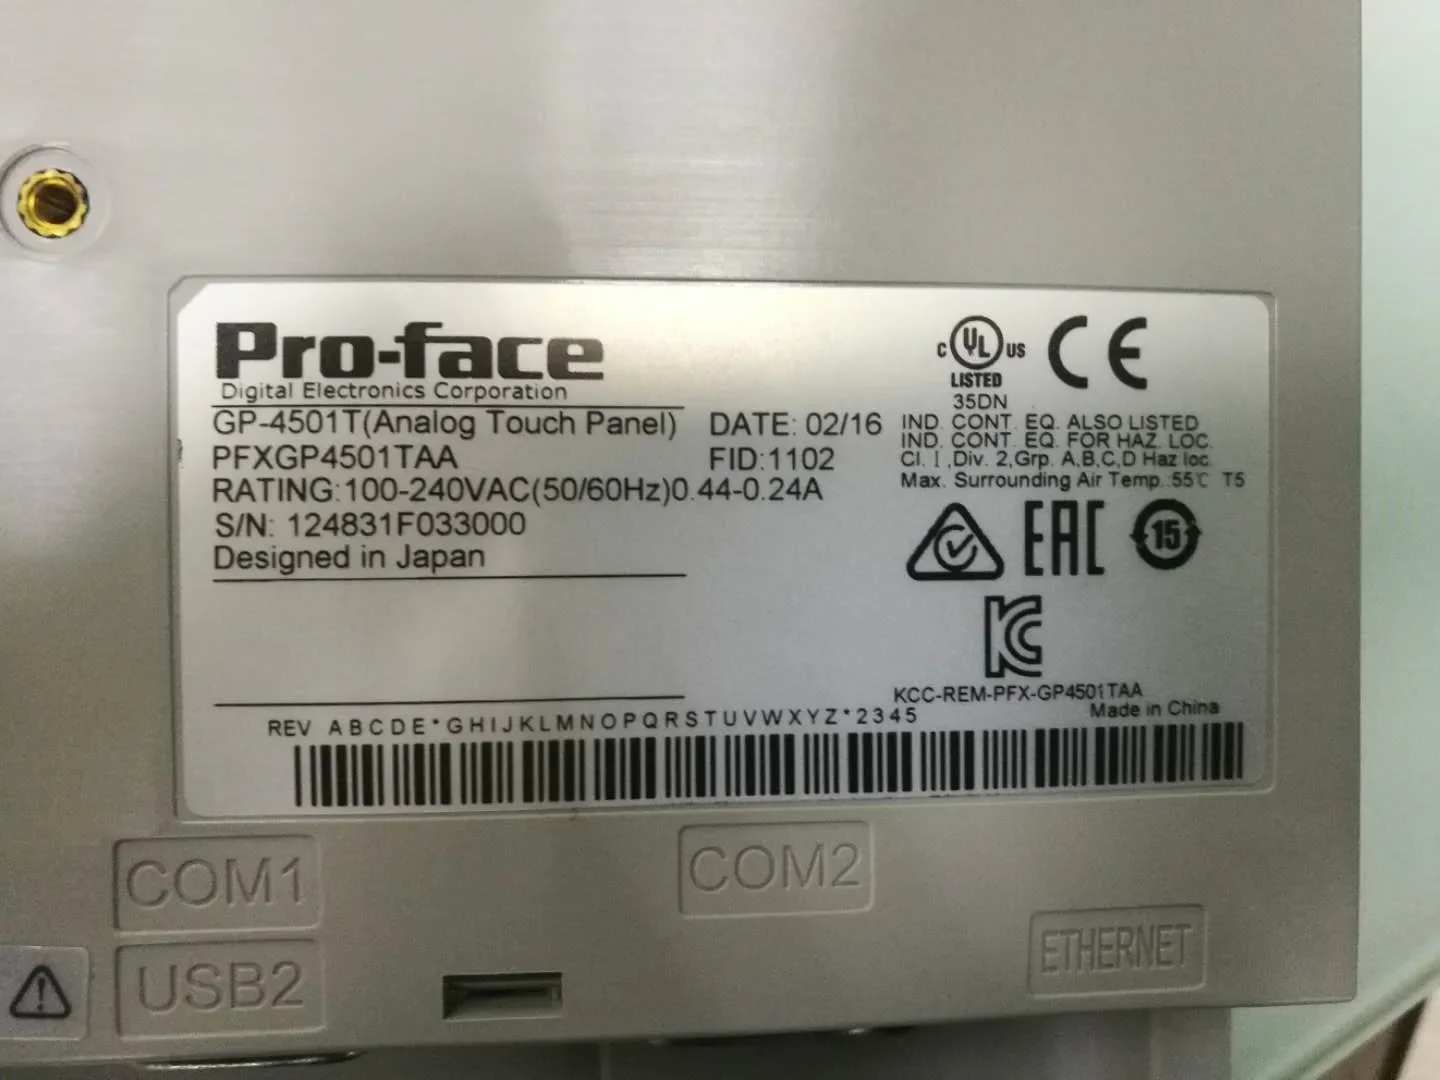 Pro-face
Digital Electronics Corporation
GP-4501T(Analog Touch Panel) DATE: 02/16
PFXGP4501TAA FID:1102
RATING:100-240VAC(50/60Hz)0.44-0.24A
S/N: 124831F033000
Designed in Japan
C UL US
LISTED
35DN
CE
IND. CONT. EQ. ALSO LISTED
IND. CONT. EQ. FOR HAZ. LOC.
Cl. I ,Div. 2,Grp. A,B,C,D Haz loc.
Max. Surrounding Air Temp.:55℃ T5
EAC
15
KC
KCC-REM-PFX-GP4501TAA
Made in China
REV ABCDE*GHIJKLMNOPQRSTUVWXYZ*2345
COM1
COM2
USB2
ETHERNET